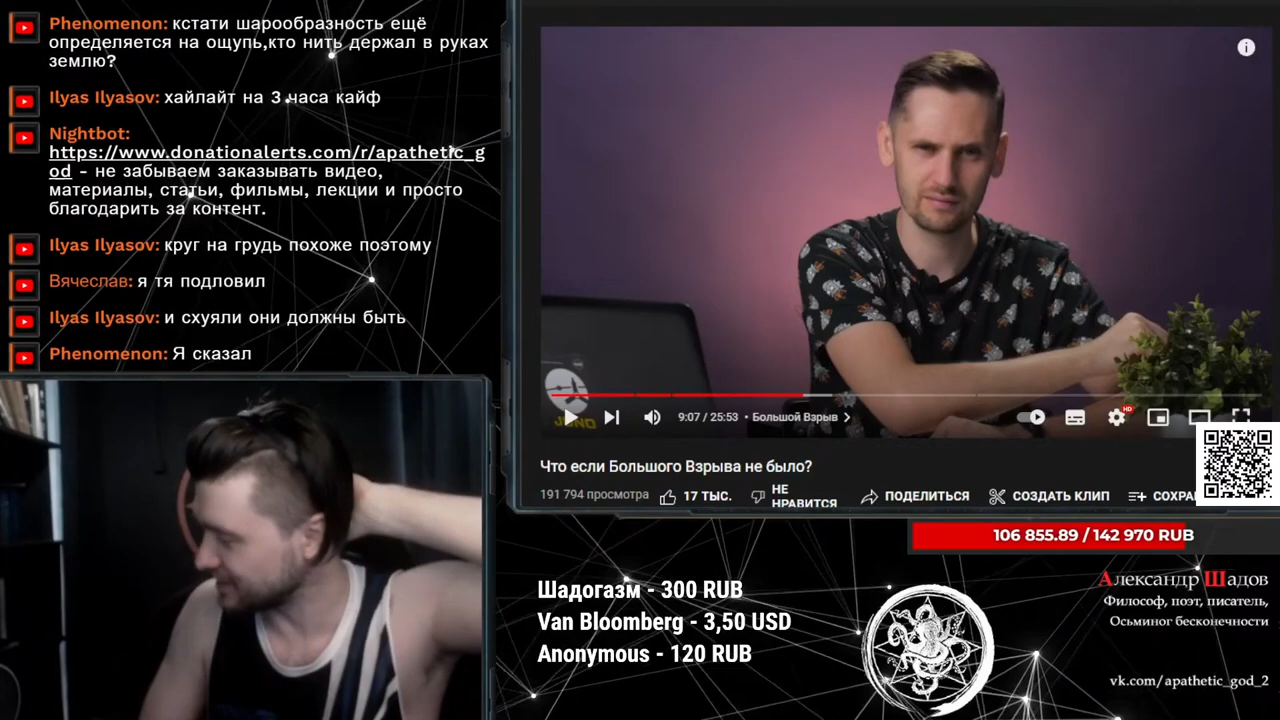 Phenomenon: кстати шарообразность ещё
определяется на ощупь,кто нить держал в руках
землю?
Ilyas Ilyasov: хайлайт на 3 часа кайф
Nightbot:
https://www.donationalerts.com/r/apathetic_g
od - не забываем заказывать видео,
материалы, статьи, фильмы, лекции и просто
благодарить за контент.
Ilyas Ilyasov: круг на грудь похоже поэтому
Вячеслав: я тя подловил
Ilyas Ilyasov: и схуяли они должны быть
Phenomenon: Я сказал
9:07 / 25:53 • Большой Взрыв
HD
Что если Большого Взрыва не было?
191 794 просмотра
17 ТЫС.
НЕ
НРАВИТСЯ
ПОДЕЛИТЬСЯ
СОЗДАТЬ КЛИП
106 855.89 / 142 970 RUB
Шадогазм - 300 RUB
Van Bloomberg - 3,50 USD
Anonymous - 120 RUB
Александр Шадов
Философ, поэт, писатель,
Осьминог бесконечности
vk.com/apathetic_god_2